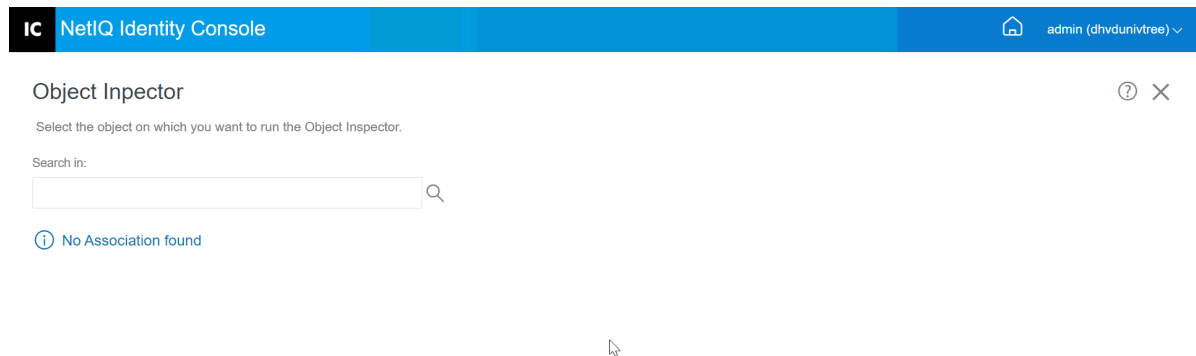 IC NetIQ Identity Console admin (dhvdunivtree)
Object Inpector
Select the object on which you want to run the Object Inspector.
Search in:
No Association found